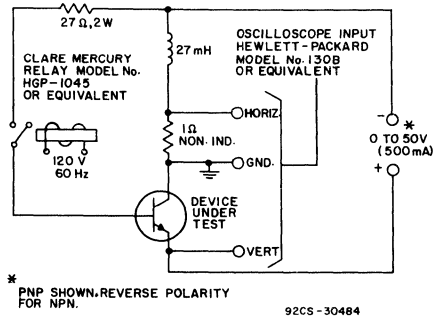 27 Ω, 2W
CLARE MERCURY
RELAY MODEL No.
HGP-1045
OR EQUIVALENT
120 V
60 Hz
27 mH
1Ω
NON. IND.
OSCILLOSCOPE INPUT
HEWLETT-PACKARD
MODEL No. 130B
OR EQUIVALENT
HORIZ.
GND.
VERT.
DEVICE
UNDER
TEST
-
*
0 TO 50V
(500mA)
+
*
PNP SHOWN. REVERSE POLARITY
FOR NPN.
92CS-30484